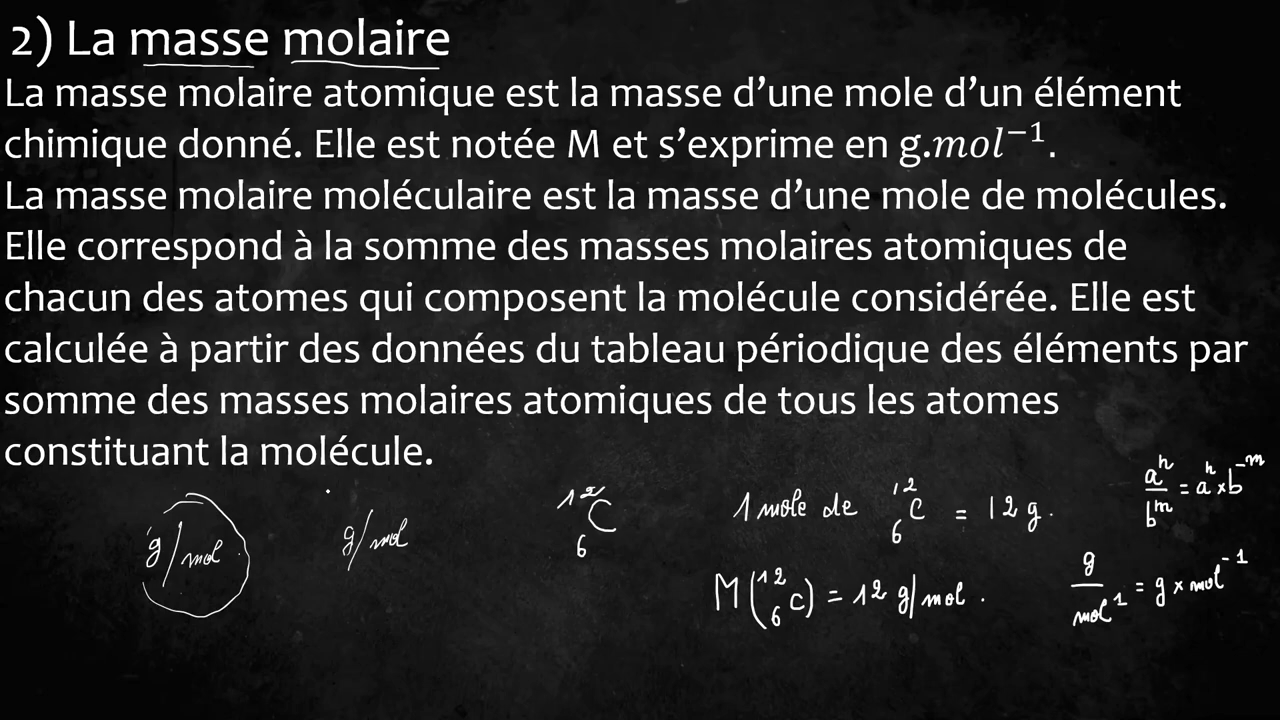 2) La masse molaire
La masse molaire atomique est la masse d’une mole d’un élément
chimique donné. Elle est notée M et s’exprime en g.mol⁻¹.
La masse molaire moléculaire est la masse d’une mole de molécules.
Elle correspond à la somme des masses molaires atomiques de
chacun des atomes qui composent la molécule considérée. Elle est
calculée à partir des données du tableau périodique des éléments par
somme des masses molaires atomiques de tous les atomes
constituant la molécule.
g/mol
g/mol
¹²₆C
1 mole de ¹²₆C = 12 g.
M(¹²₆C) = 12 g/mol.
aⁿ/bᵐ = aⁿ × b⁻ᵐ
g/mol¹ = g × mol⁻¹